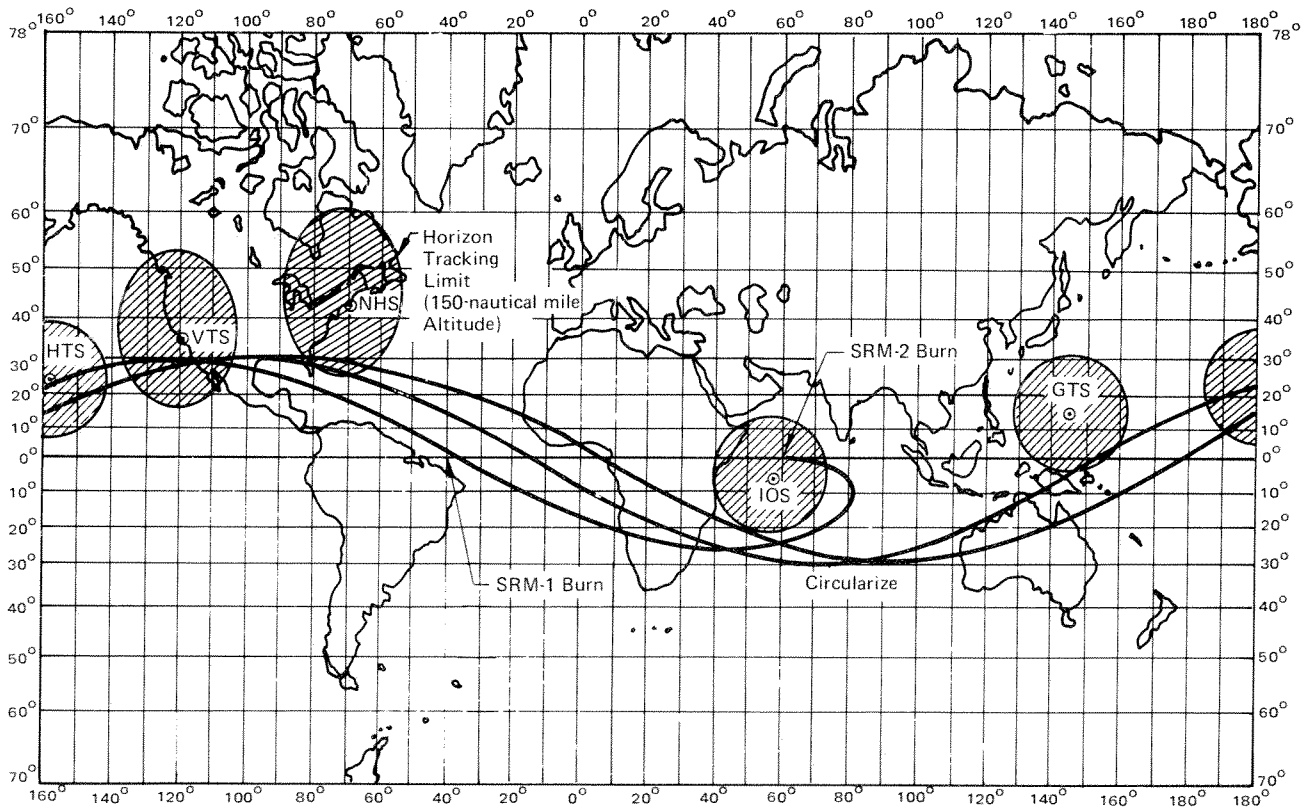 160° 140° 120° 100° 80° 60° 40° 20° 0° 20° 40° 60° 80° 100° 120° 140° 160° 180°
78° 78°
70° 70°
60° 60°
50° 50°
40° 40°
30° 30°
20° 20°
10° 10°
0° 0°
10° 10°
20° 20°
30° 30°
40° 40°
50° 50°
60° 60°
70° 70°
160° 140° 120° 100° 80° 60° 40° 20° 0° 20° 40° 60° 80° 100° 120° 140° 160° 180°
Horizon
Tracking
Limit
(150-nautical mile
Altitude)
NHS
VTS
HTS
SRM-2 Burn
GTS
IOS
SRM-1 Burn
Circularize